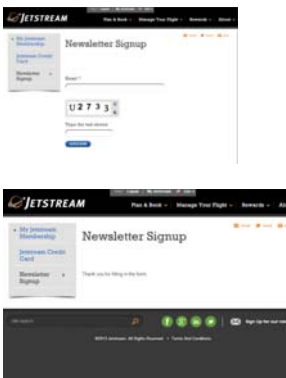 JETSTREAM
Plan & Book
Manage Your Flight
Rewards
About
My Jetstream
Membership
Jetstream Credit
Card
Newsletter
Signup
Newsletter Signup
Email *
U2733
Type the text shown
JETSTREAM
Plan & Book
Manage Your Flight
Rewards
My Jetstream
Membership
Jetstream Credit
Card
Newsletter
Signup
Newsletter Signup
Thank you for filling in the form.
Sign up for our
©2013 Jetstream. All Rights Reserved
Terms And Conditions